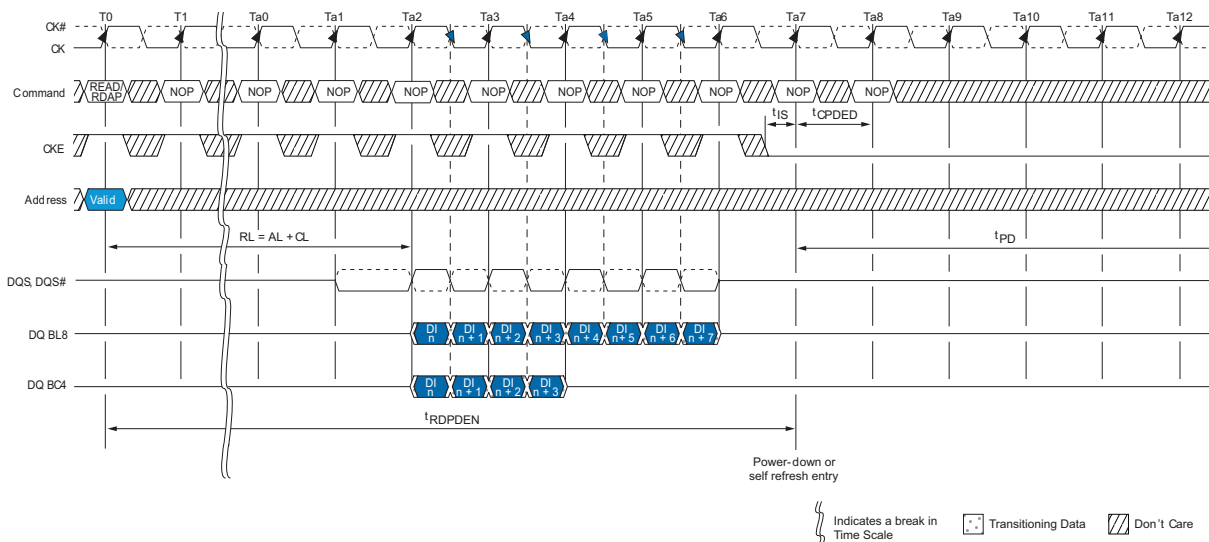 T0 T1 Ta0 Ta1 Ta2 Ta3 Ta4 Ta5 Ta6 Ta7 Ta8 Ta9 Ta10 Ta11 Ta12
CK#
CK
Command READ/RDAP NOP NOP NOP NOP NOP NOP NOP NOP NOP NOP
tIS tCPDED
CKE
Address Valid
RL = AL + CL tPD
DQS, DQS#
DQ BL8 DI n DI n + 1 DI n + 2 DI n + 3 DI n + 4 DI n+ 5 DI n + 6 DI n + 7
DQ BC4 DI n DI n + 1 DI n + 2 DI n + 3
tRDPDEN
Power-down or
self refresh entry
Indicates a break in
Time Scale
Transitioning Data
Don’t Care